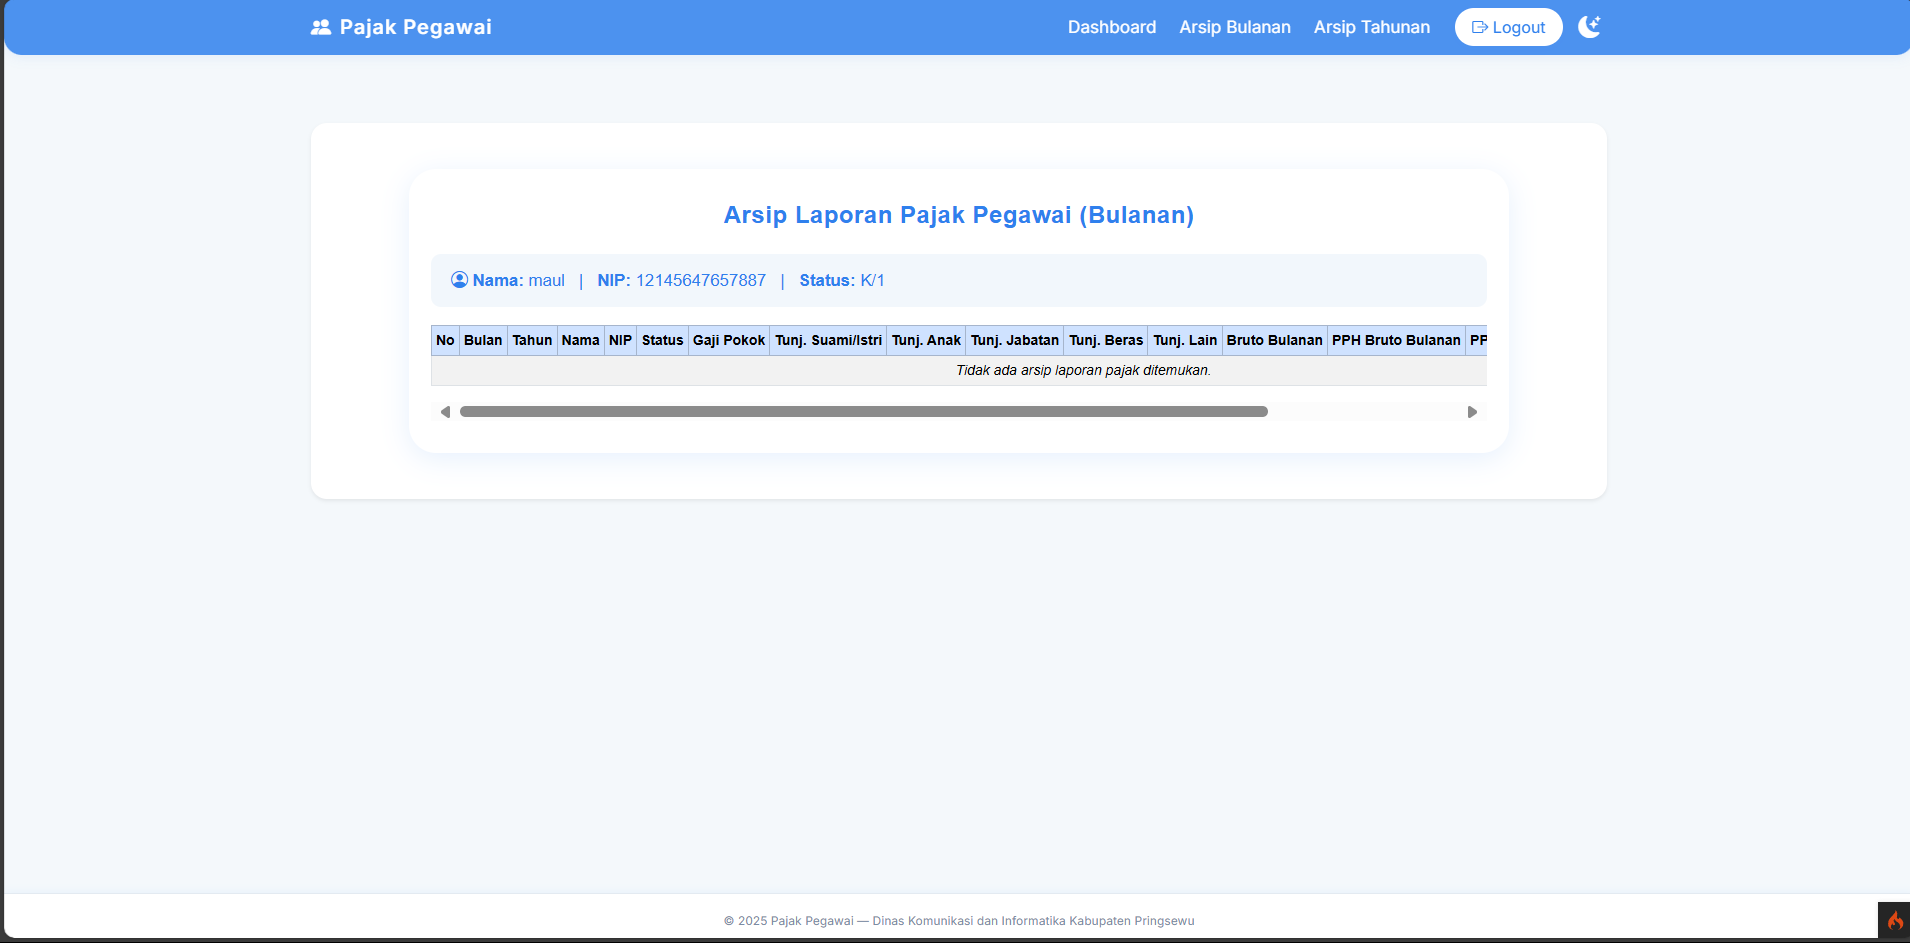 Pajak Pegawai
Dashboard Arsip Bulanan Arsip Tahunan Logout
Arsip Laporan Pajak Pegawai (Bulanan)
Nama: maul | NIP: 12145647657887 | Status: K/1
No Bulan Tahun Nama NIP Status Gaji Pokok Tunj. Suami/Istri Tunj. Anak Tunj. Jabatan Tunj. Beras Tunj. Lain Bruto Bulanan PPH Bruto Bulanan PP
Tidak ada arsip laporan pajak ditemukan.
© 2025 Pajak Pegawai — Dinas Komunikasi dan Informatika Kabupaten Pringsewu